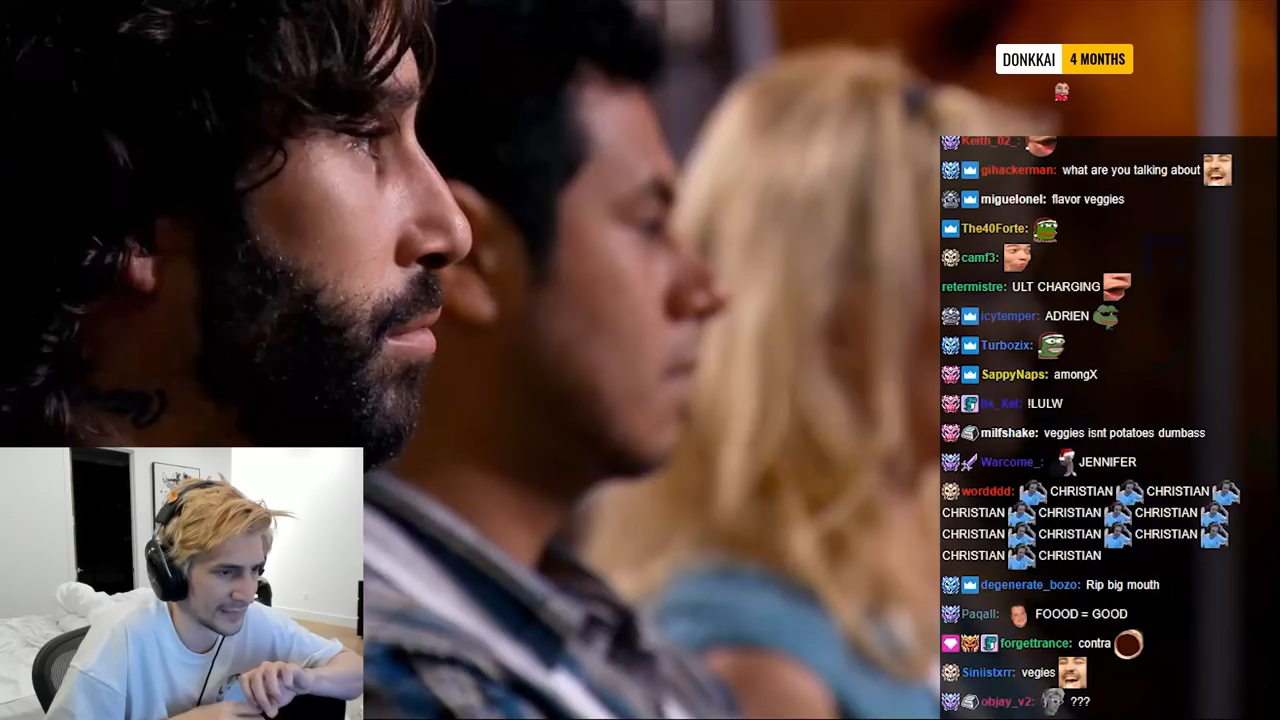 DONKKAI 4 MONTHS
Keith_02_:
gihackerman: what are you talking about
miguelonel: flavor veggies
The40Forte:
camf3:
retermistre: ULT CHARGING
icytemper: ADRIEN
Turbozix:
SappyNaps: amongX
Its_Kei: !LULW
milfshake: veggies isnt potatoes dumbass
Warcome_: JENNIFER
wordddd: CHRISTIAN CHRISTIAN
CHRISTIAN CHRISTIAN CHRISTIAN
CHRISTIAN CHRISTIAN CHRISTIAN
CHRISTIAN CHRISTIAN
degenerate_bozo: Rip big mouth
Paqall: FOOOD = GOOD
forgettrance: contra
Siniistxrr: vegies
objay_v2: ???